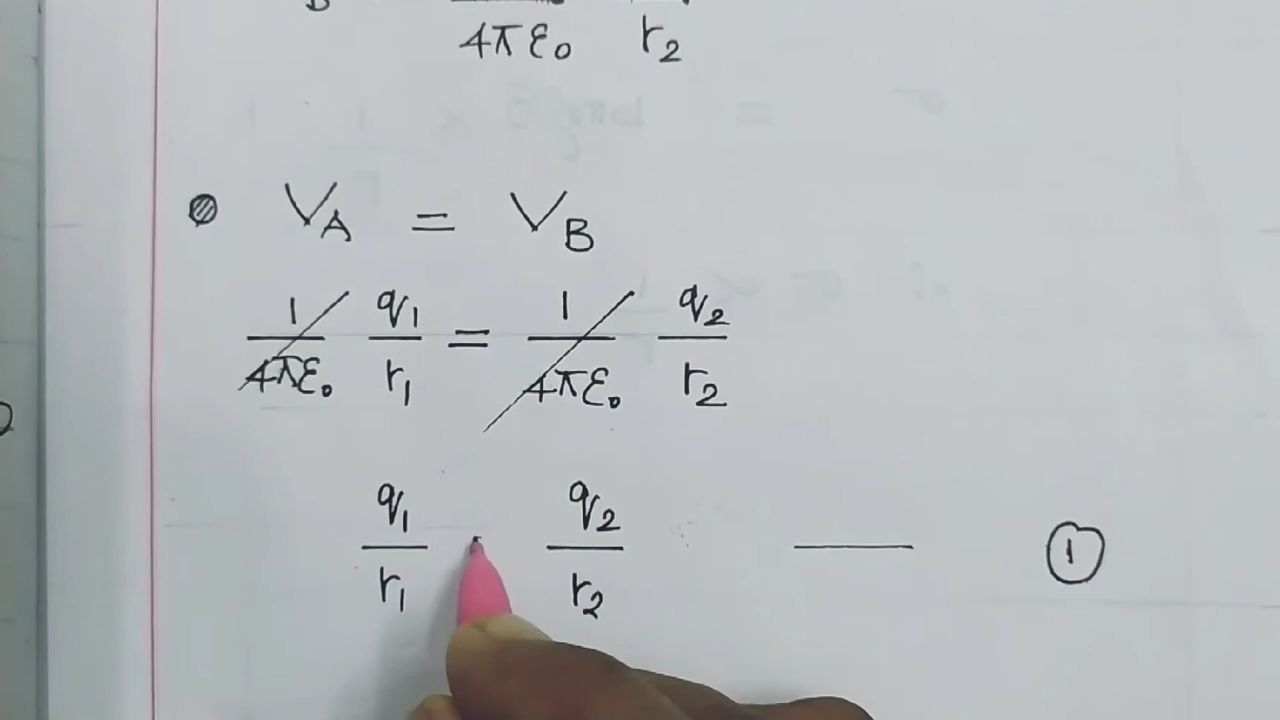 B
4πε₀ r₂
V_A = V_B
1/4πε₀ q₁/r₁ = 1/4πε₀ q₂/r₂
q₁/r₁ q₂/r₂ —— ①